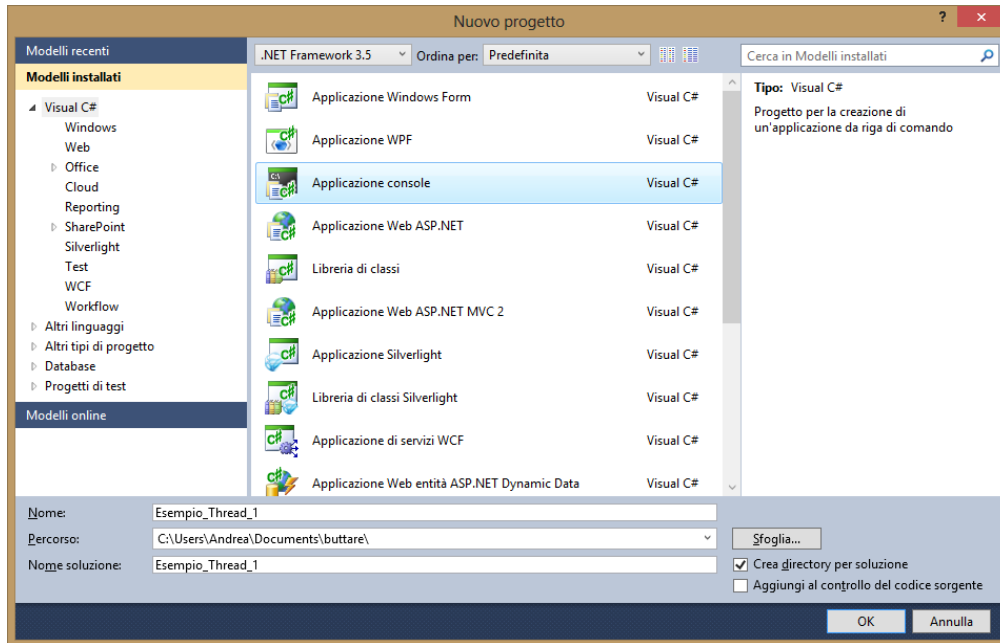 Nuovo progetto
?
×
Modelli recenti
Modelli installati
Visual C#
Windows
Web
Office
Cloud
Reporting
SharePoint
Silverlight
Test
WCF
Workflow
Altri linguaggi
Altri tipi di progetto
Database
Progetti di test
Modelli online
.NET Framework 3.5
Ordina per: Predefinita
Applicazione Windows Form Visual C#
Applicazione WPF Visual C#
Applicazione console Visual C#
Applicazione Web ASP.NET Visual C#
Libreria di classi Visual C#
Applicazione Web ASP.NET MVC 2 Visual C#
Applicazione Silverlight Visual C#
Libreria di classi Silverlight Visual C#
Applicazione di servizi WCF Visual C#
Applicazione Web entità ASP.NET Dynamic Data Visual C#
Cerca in Modelli installati
Tipo: Visual C#
Progetto per la creazione di
un'applicazione da riga di comando
Nome: Esempio_Thread_1
Percorso: C:\Users\Andrea\Documents\buttare\
Sfoglia...
Nome soluzione: Esempio_Thread_1
Crea directory per soluzione
Aggiungi al controllo del codice sorgente
OK
Annulla